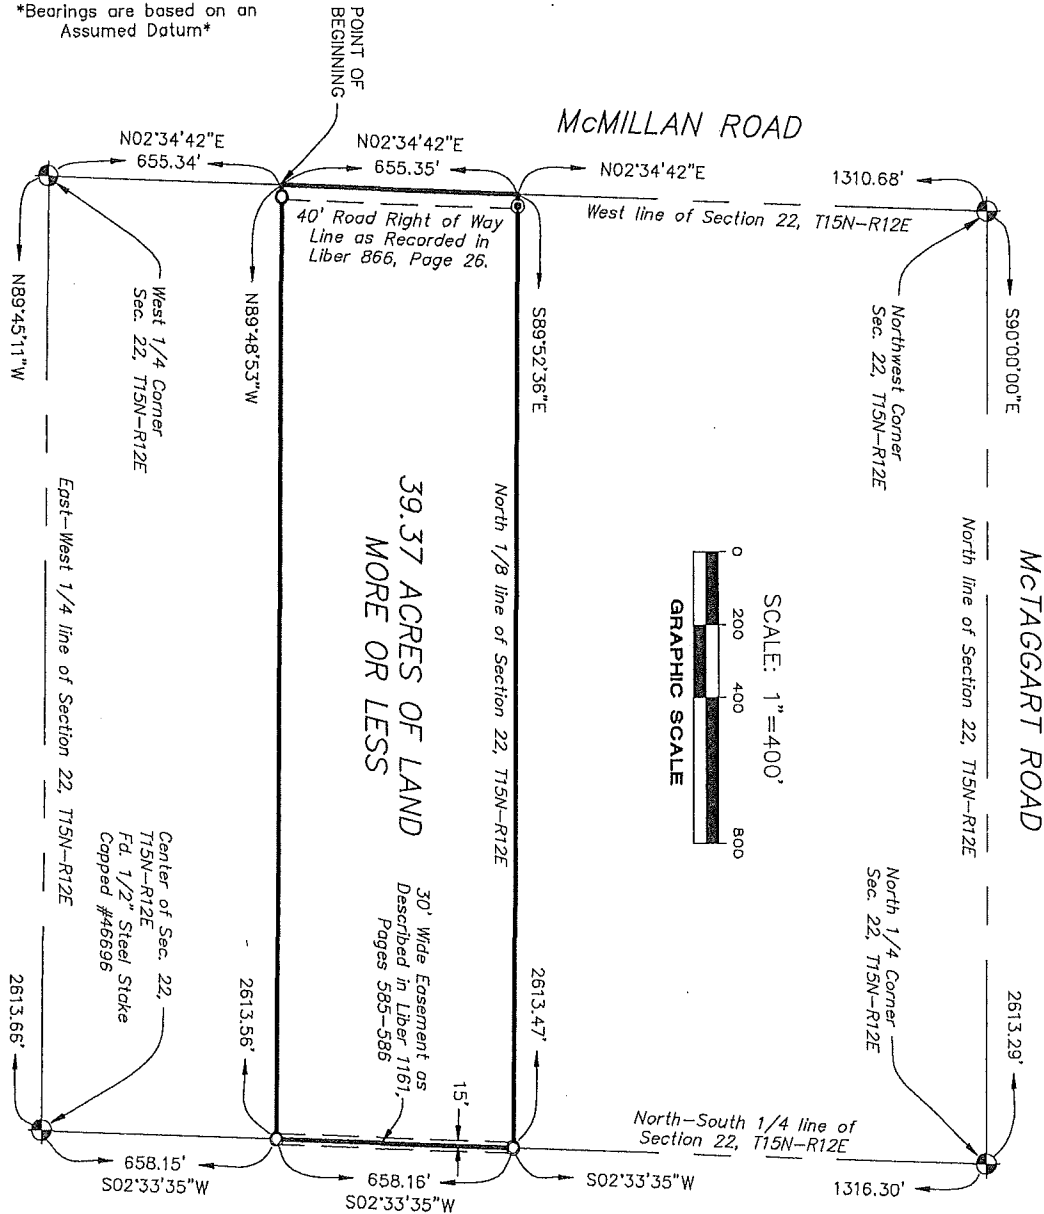 *Bearings are based on an
Assumed Datum*
POINT OF
BEGINNING
McMILLAN ROAD
N02°34'42"E
655.34'
N02°34'42"E
655.35'
N02°34'42"E
1310.68'
West line of Section 22, T15N-R12E
40' Road Right of Way
Line as Recorded in
Liber 866, Page 26.
N89°45'11"W
West 1/4 Corner
Sec. 22, T15N-R12E
N89°48'53"W
S89°52'36"E
Northwest Corner
Sec. 22, T15N-R12E
S90°00'00"E
McTAGGART ROAD
North line of Section 22, T15N-R12E
SCALE: 1"=400'
0
200
400
800
GRAPHIC SCALE
North 1/8 line of Section 22, T15N-R12E
39.37 ACRES OF LAND
MORE OR LESS
East-West 1/4 line of Section 22, T15N-R12E
Center of Sec. 22,
T15N-R12E
Fd. 1/2" Steel Stake
Capped #46696
30' Wide Easement as
Described in Liber 1161,
Pages 585-586
North 1/4 Corner
Sec. 22, T15N-R12E
2613.66'
2613.56'
2613.47'
2613.29'
15'
North-South 1/4 line of
Section 22, T15N-R12E
658.15'
S02°33'35"W
658.16'
S02°33'35"W
S02°33'35"W
1316.30'